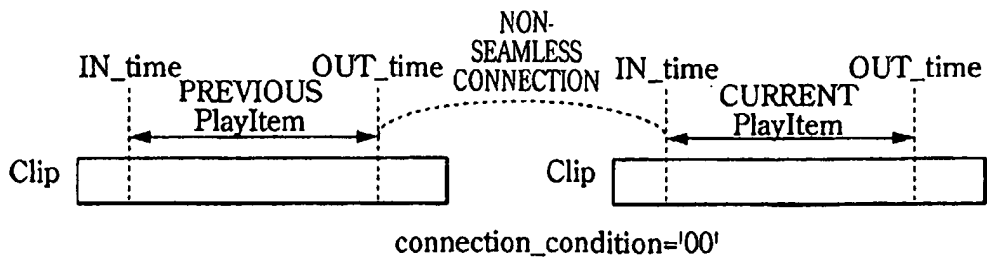 NON-
SEAMLESS
CONNECTION
IN_time OUT_time
PREVIOUS
PlayItem
IN_time OUT_time
CURRENT
PlayItem
Clip
Clip
connection_condition='00'